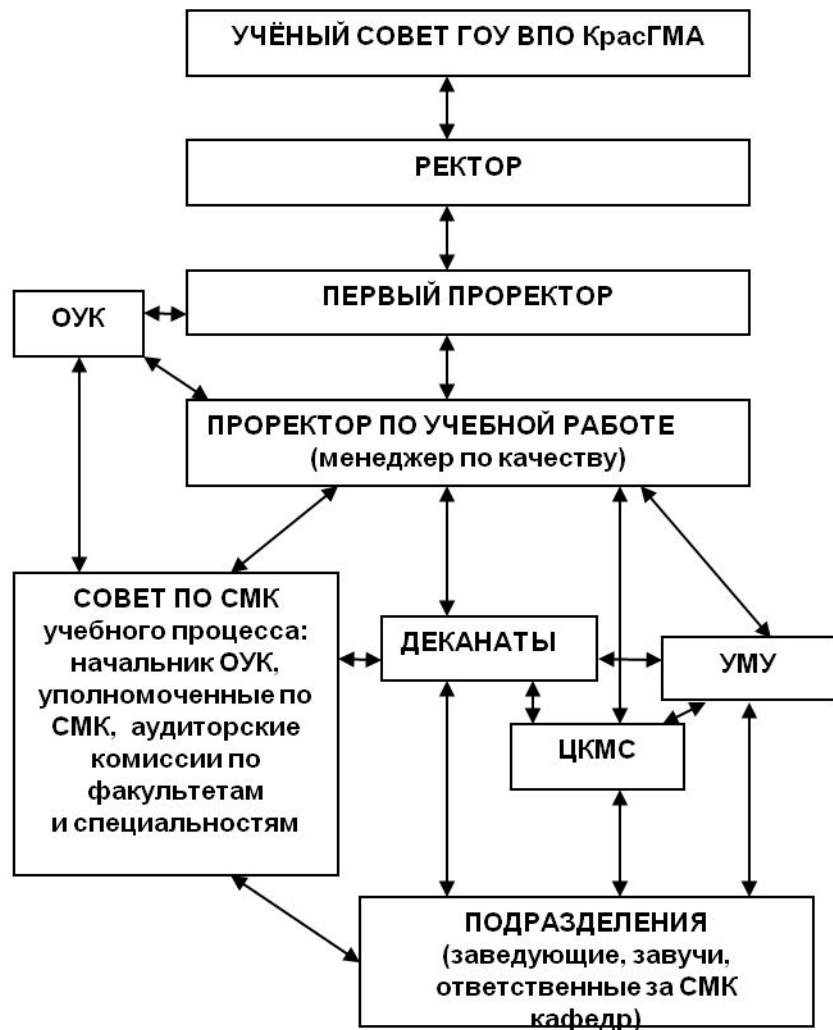 УЧЁНЫЙ СОВЕТ ГОУ ВПО КрасГМА
РЕКТОР
ПЕРВЫЙ ПРОРЕКТОР
ОУК
ПРОРЕКТОР ПО УЧЕБНОЙ РАБОТЕ
(менеджер по качеству)
СОВЕТ ПО СМК
учебного процесса:
начальник ОУК,
уполномоченные по
СМК, аудиторские
комиссии по
факультетам
и специальностям
ДЕКАНАТЫ
УМУ
ЦКМС
ПОДРАЗДЕЛЕНИЯ
(заведующие, завучи,
ответственные за СМК
кафедр)